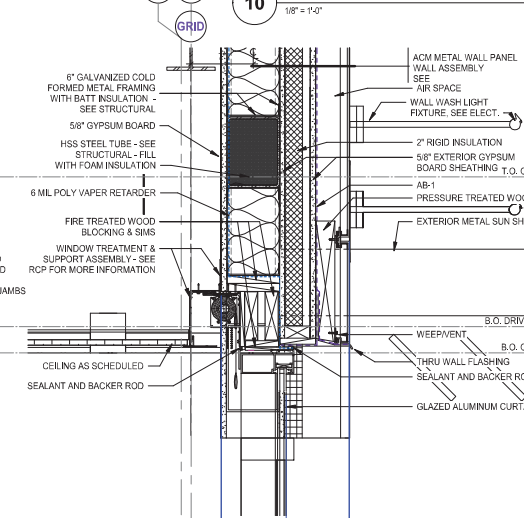 10
1/8" = 1'-0"
GRID
6" GALVANIZED COLD
FORMED METAL FRAMING
WITH BATT INSULATION -
SEE STRUCTURAL
5/8" GYPSUM BOARD
HSS STEEL TUBE - SEE
STRUCTURAL - FILL
WITH FOAM INSULATION
6 MIL POLY VAPER RETARDER
FIRE TREATED WOOD
BLOCKING & SIMS
WINDOW TREATMENT &
SUPPORT ASSEMBLY - SEE
RCP FOR MORE INFORMATION
D
JAMBS
CEILING AS SCHEDULED
SEALANT AND BACKER ROD
ACM METAL WALL PANEL
WALL ASSEMBLY
SEE
AIR SPACE
WALL WASH LIGHT
FIXTURE, SEE ELECT.
2" RIGID INSULATION
5/8" EXTERIOR GYPSUM
BOARD SHEATHING
T.O.
AB-1
PRESSURE TREATED
EXTERIOR METAL SUN
B.O.
WEEP/VENT
B.O.
THRU WALL FLASHING
SEALANT AND BACKER
GLAZED ALUMINUM